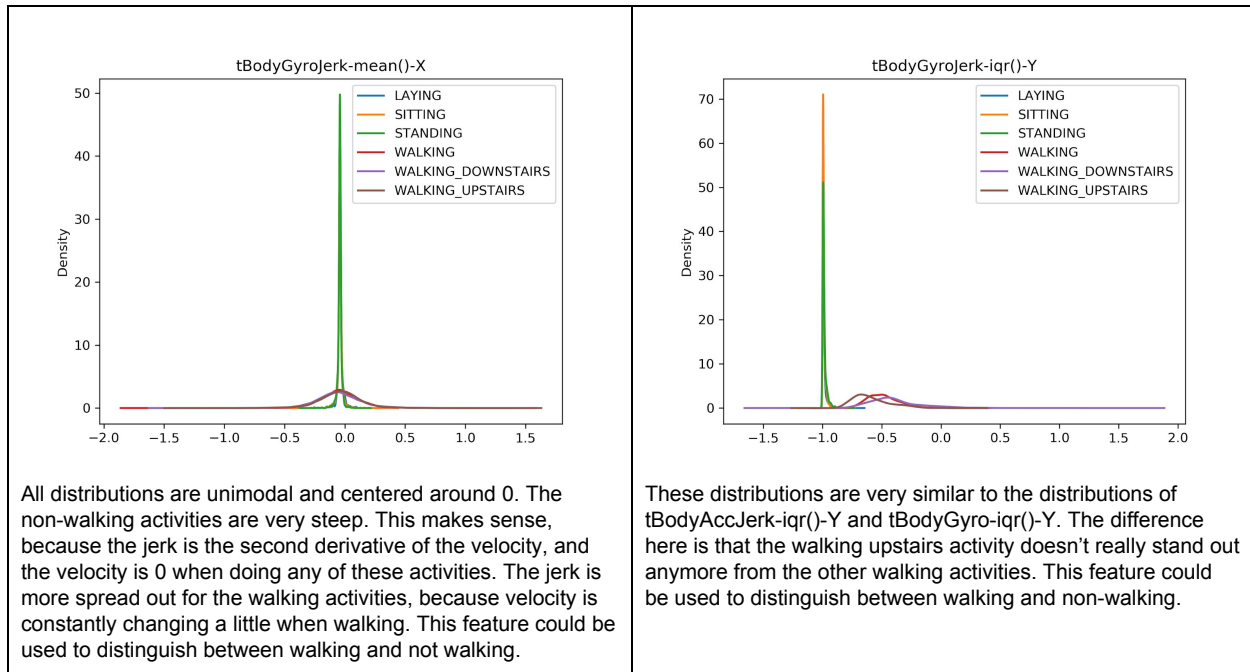 tBodyGyroJerk-mean()-X
50
40
30
20
10
0
Density
LAYING
SITTING
STANDING
WALKING
WALKING_DOWNSTAIRS
WALKING_UPSTAIRS
−2.0 −1.5 −1.0 −0.5 0.0 0.5 1.0 1.5
All distributions are unimodal and centered around 0. The
non-walking activities are very steep. This makes sense,
because the jerk is the second derivative of the velocity, and
the velocity is 0 when doing any of these activities. The jerk is
more spread out for the walking activities, because velocity is
constantly changing a little when walking. This feature could be
used to distinguish between walking and not walking.
tBodyGyroJerk-iqr()-Y
70
60
50
40
30
20
10
0
Density
LAYING
SITTING
STANDING
WALKING
WALKING_DOWNSTAIRS
WALKING_UPSTAIRS
−1.5 −1.0 −0.5 0.0 0.5 1.0 1.5 2.0
These distributions are very similar to the distributions of
tBodyAccJerk-iqr()-Y and tBodyGyro-iqr()-Y. The difference
here is that the walking upstairs activity doesn’t really stand out
anymore from the other walking activities. This feature could
be used to distinguish between walking and non-walking.